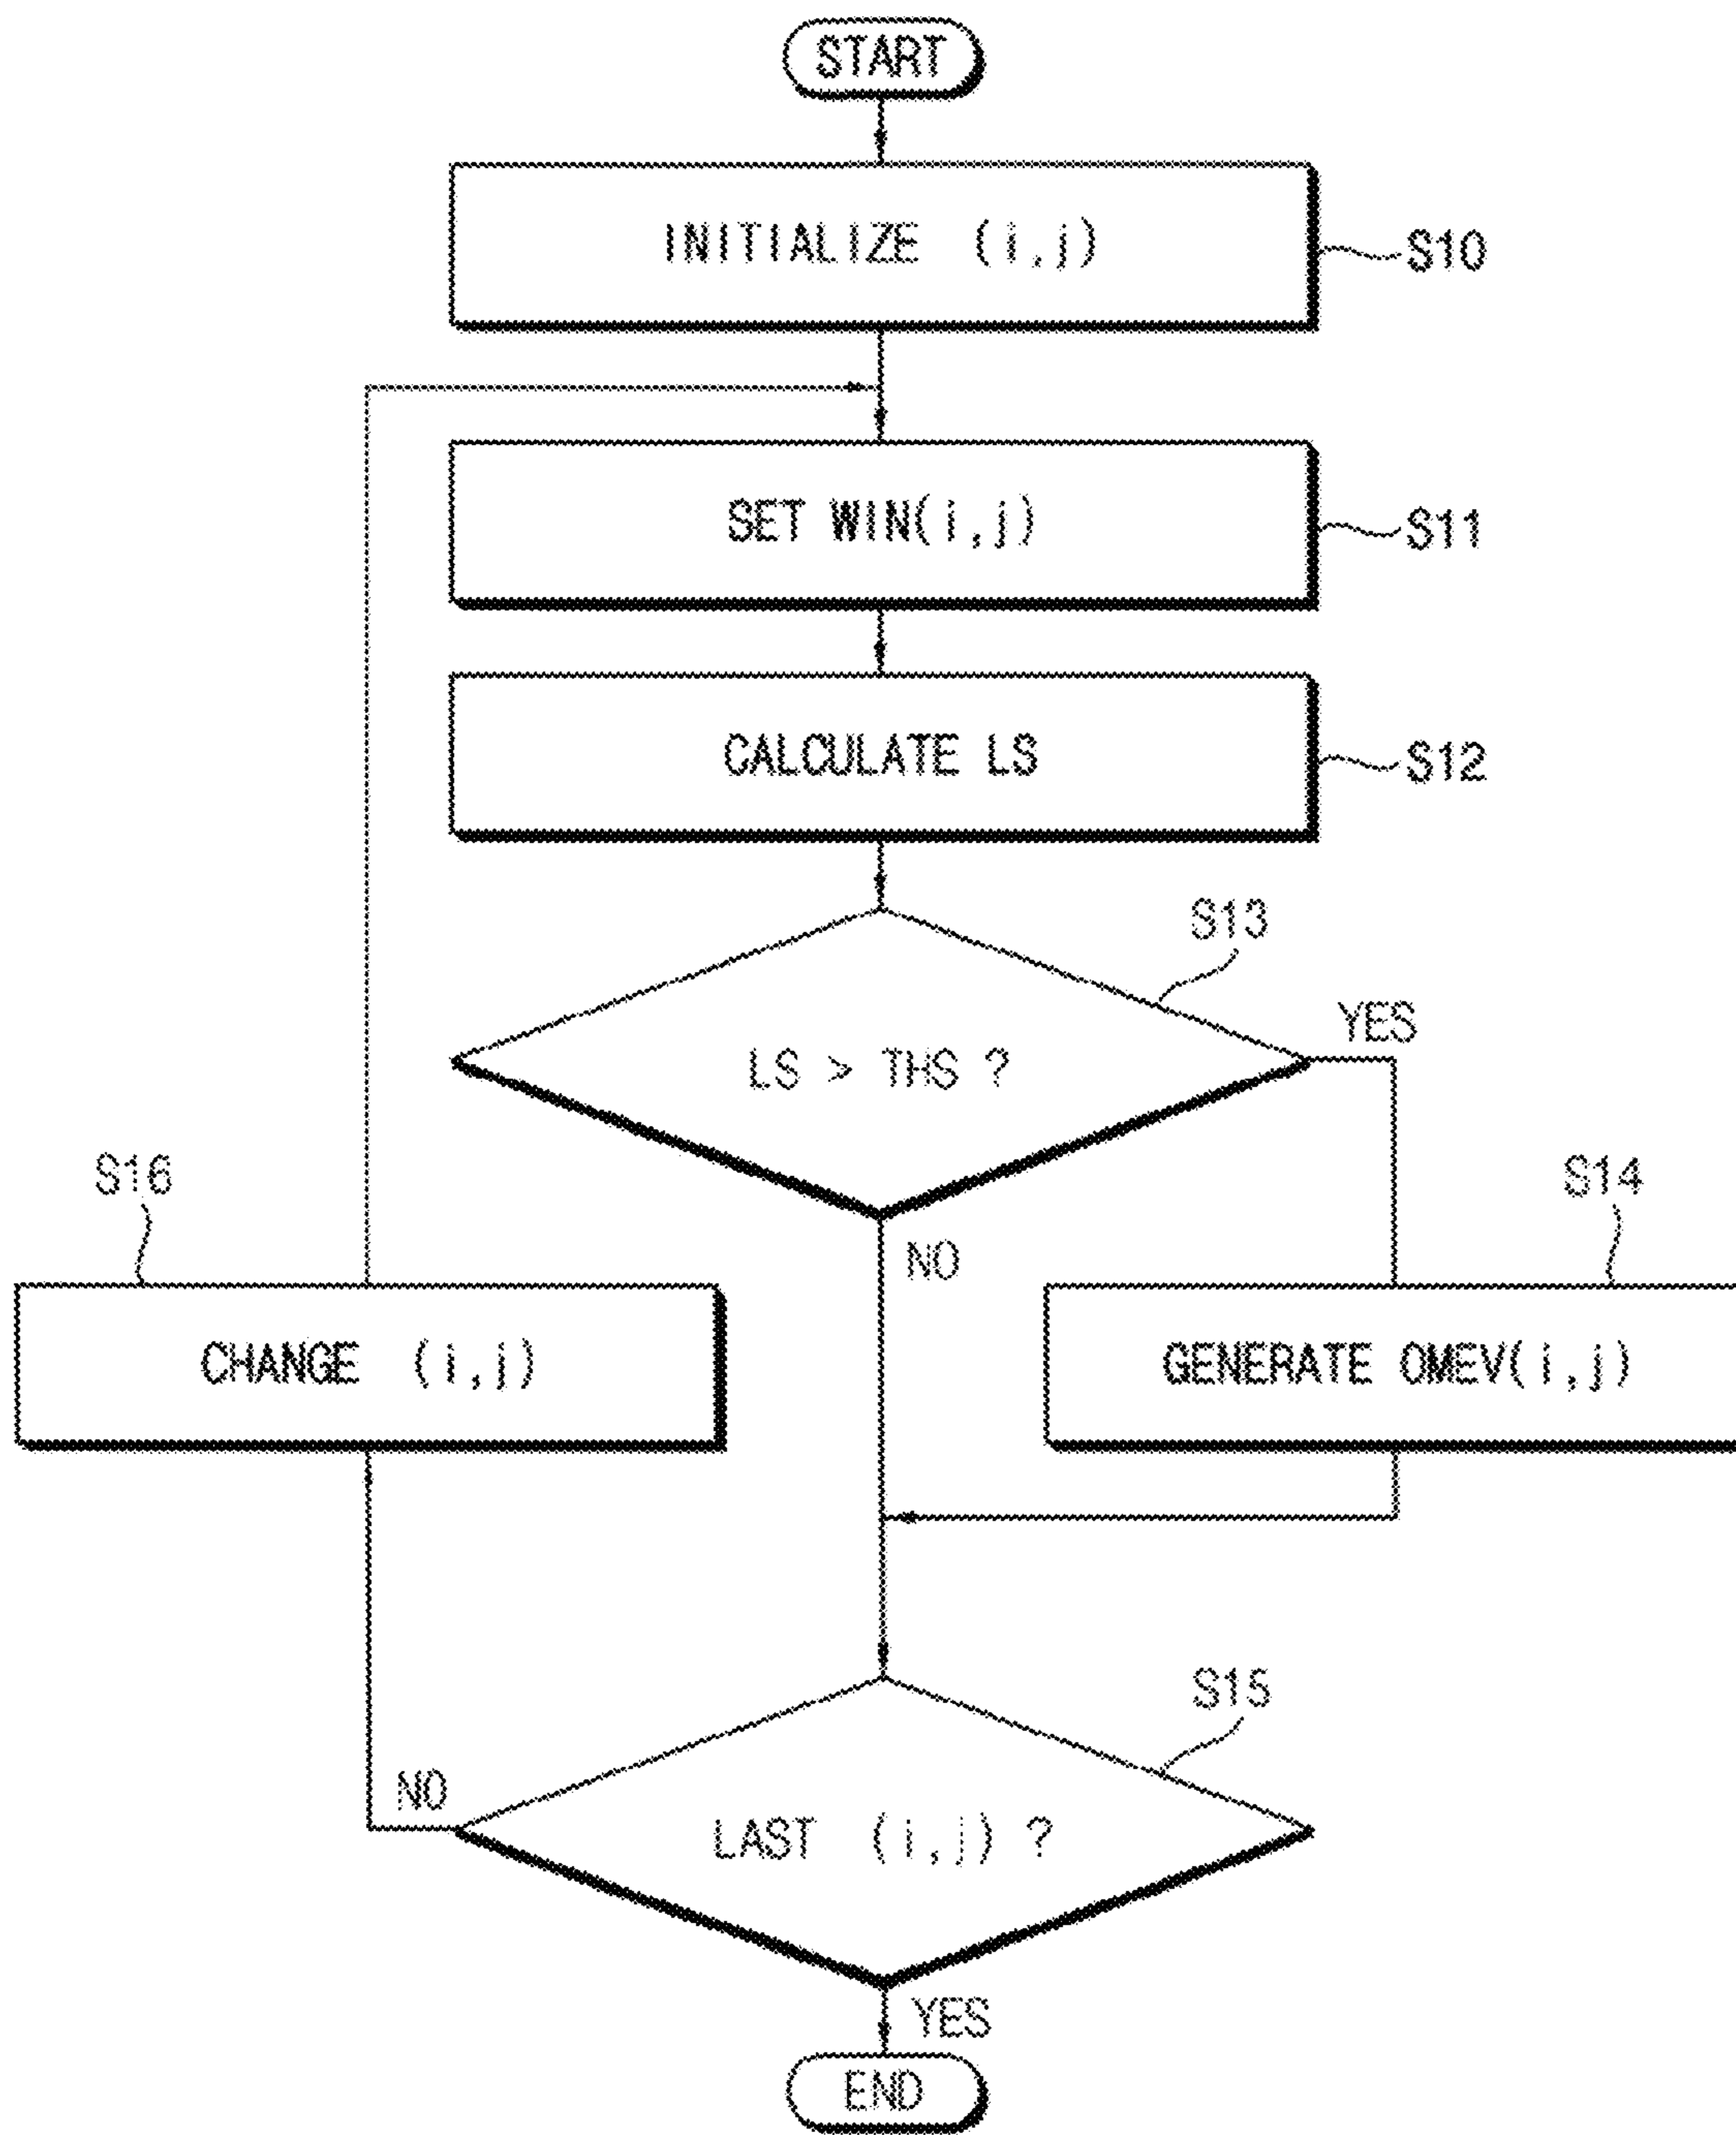 START
INITIALIZE (i,j)
S10
SET WIN(i,j)
S11
CALCULATE LS
S12
S13
LS > THS ?
YES
NO
S14
GENERATE OMEV(i,j)
S16
CHANGE (i,j)
S15
LAST (i,j) ?
NO
YES
END